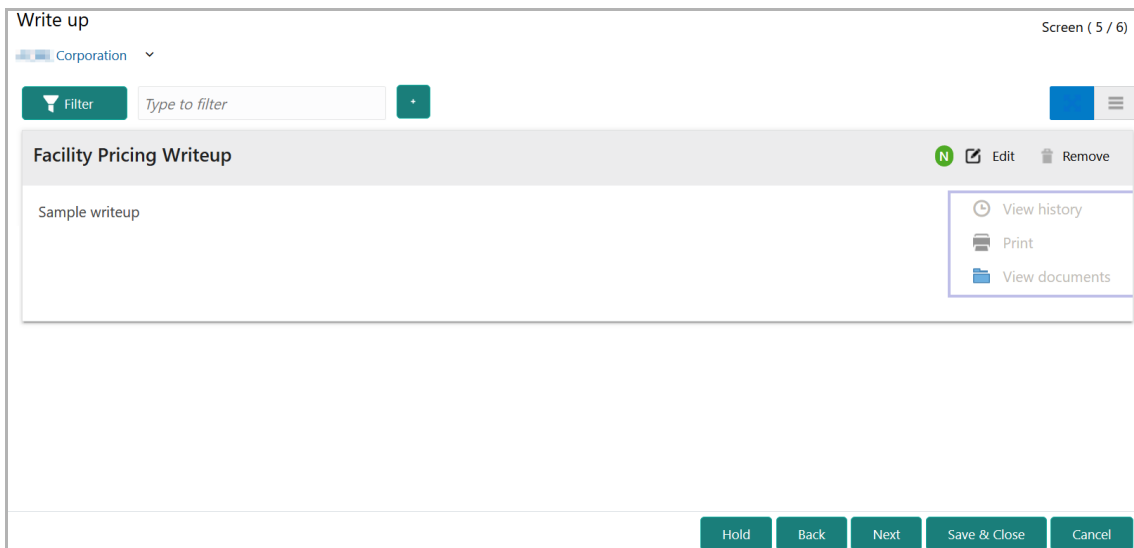 Write up
Screen ( 5 / 6)
Corporation
Filter
Type to filter
+
Facility Pricing Writeup
N Edit Remove
Sample writeup
View history
Print
View documents
Hold Back Next Save & Close Cancel